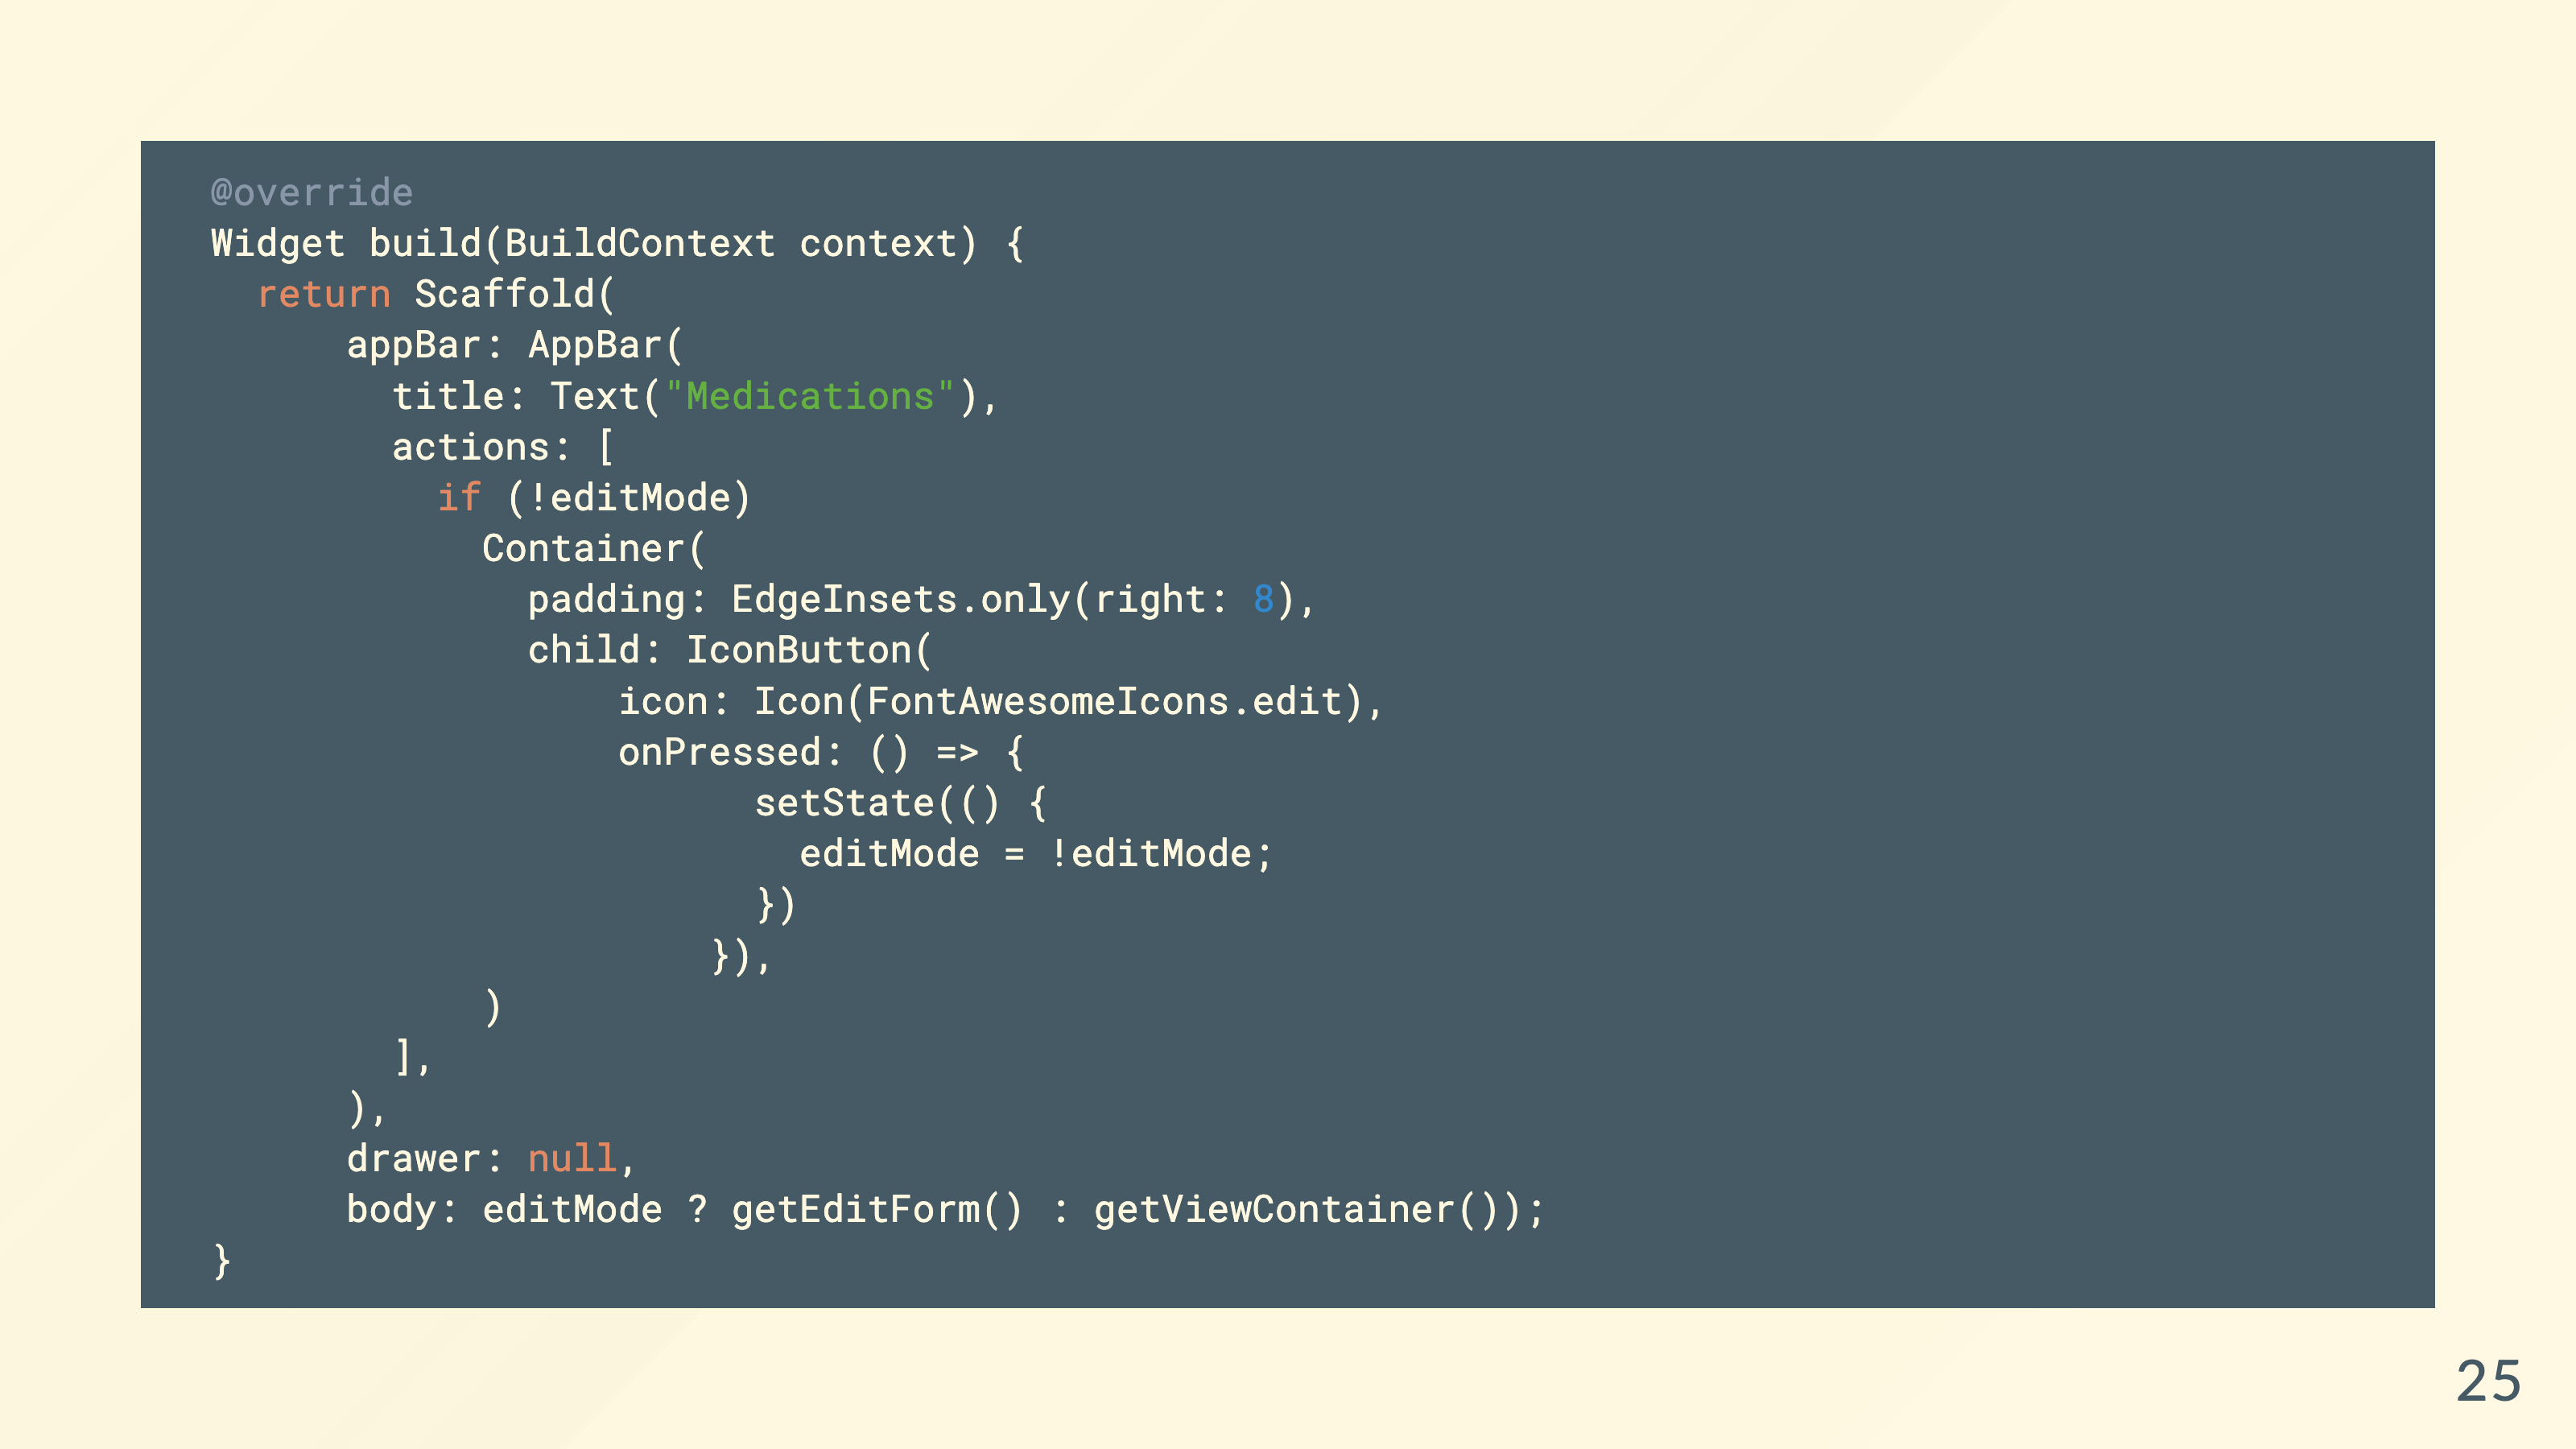 @override
Widget build(BuildContext context) {
  return Scaffold(
      appBar: AppBar(
        title: Text("Medications"),
        actions: [
          if (!editMode)
            Container(
              padding: EdgeInsets.only(right: 8),
              child: IconButton(
                  icon: Icon(FontAwesomeIcons.edit),
                  onPressed: () => {
                        setState(() {
                          editMode = !editMode;
                        })
                      }),
            )
        ],
      ),
      drawer: null,
      body: editMode ? getEditForm() : getViewContainer());
}
25